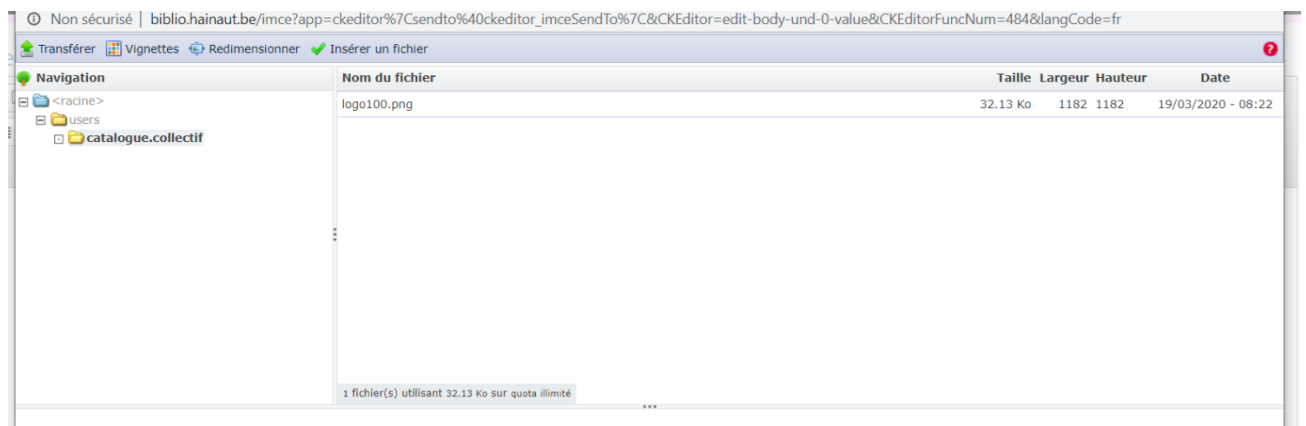 Non sécurisé | biblio.hainaut.be/imce?app=ckeditor%7Csendto%40ckeditor_imceSendTo%7C&CKEditor=edit-body-und-0-value&CKEditorFuncNum=484&langCode=fr
Transférer Vignettes Redimensionner Insérer un fichier
Navigation Nom du fichier Taille Largeur Hauteur Date
<racine> logo100.png 32.13 Ko 1182 1182 19/03/2020 - 08:22
users
catalogue.collectif
1 fichier(s) utilisant 32.13 Ko sur quota illimité